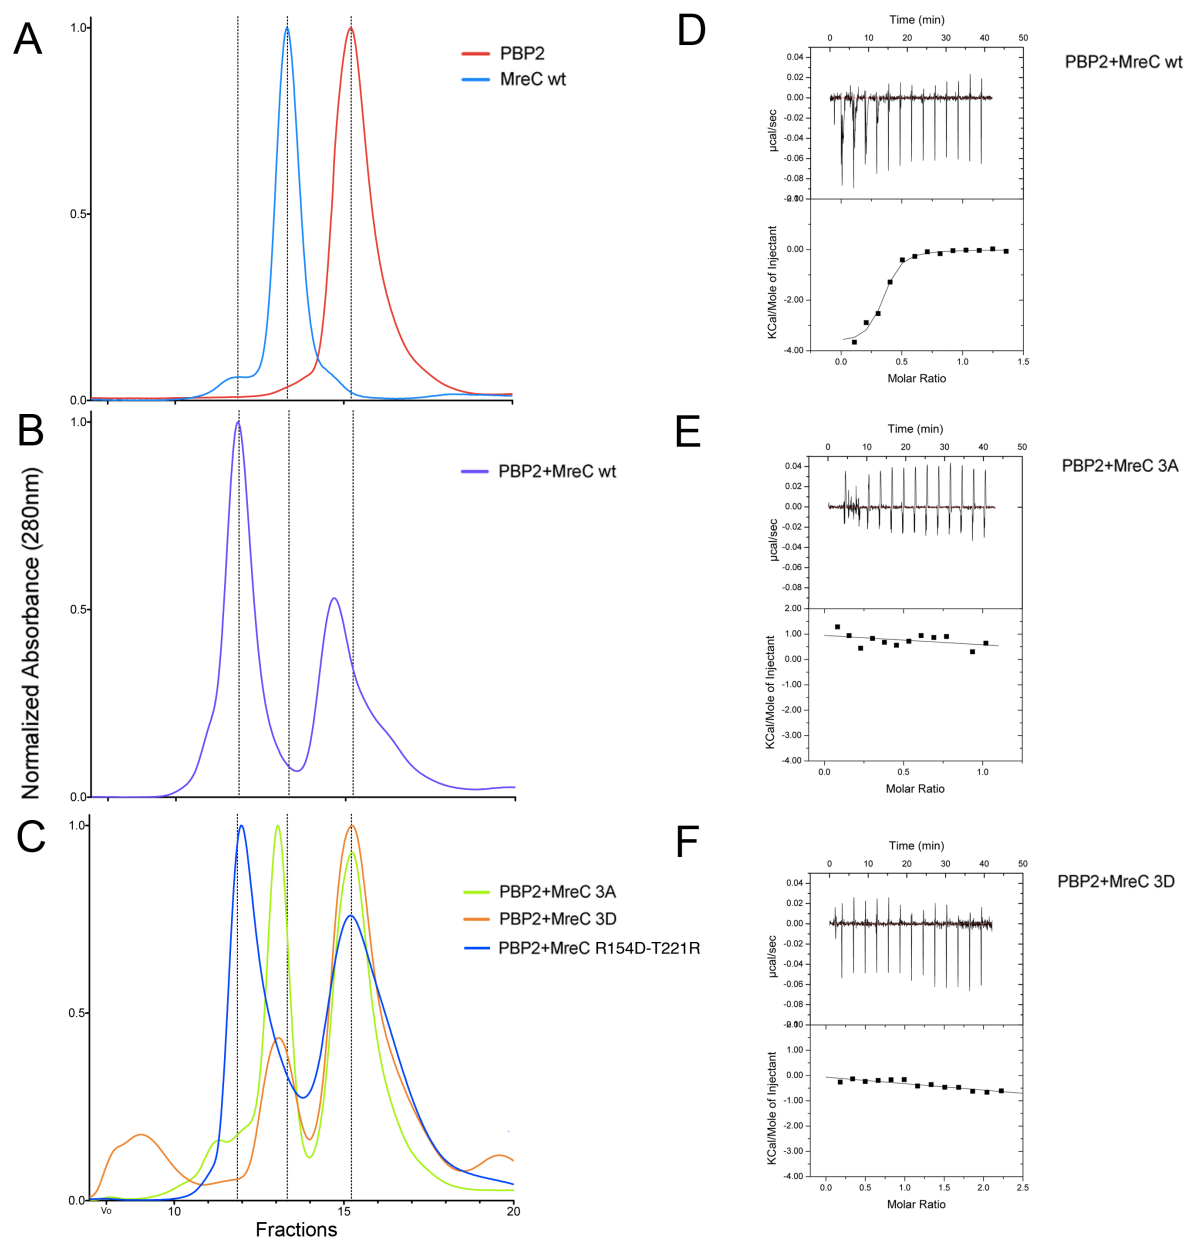 A
1.0
0.5
0.0
PBP2
MreC wt
B
1.0
0.5
0.0
PBP2+MreC wt
Normalized Absorbance (280nm)
C
1.0
0.5
0.0
PBP2+MreC 3A
PBP2+MreC 3D
PBP2+MreC R154D-T221R
Vo 10 15 20
Fractions
D
PBP2+MreC wt
Time (min)
0 10 20 30 40 50
0.04
0.02
0.00
-0.02
-0.04
-0.06
-0.08
µcal/sec
0.00
-2.00
-4.00
KCal/Mole of Injectant
0.0 0.5 1.0 1.5
Molar Ratio
E
PBP2+MreC 3A
Time (min)
0 10 20 30 40 50
0.04
0.02
0.00
-0.02
-0.04
-0.06
-0.08
µcal/sec
2.00
1.00
0.00
-1.00
-2.00
-3.00
-4.00
KCal/Mole of Injectant
0.0 0.5 1.0
Molar Ratio
F
PBP2+MreC 3D
Time (min)
0 10 20 30 40 50
0.04
0.02
0.00
-0.02
-0.04
-0.06
-0.08
µcal/sec
1.00
0.00
-1.00
-2.00
-3.00
-4.00
KCal/Mole of Injectant
0.0 0.5 1.0 1.5 2.0 2.5
Molar Ratio